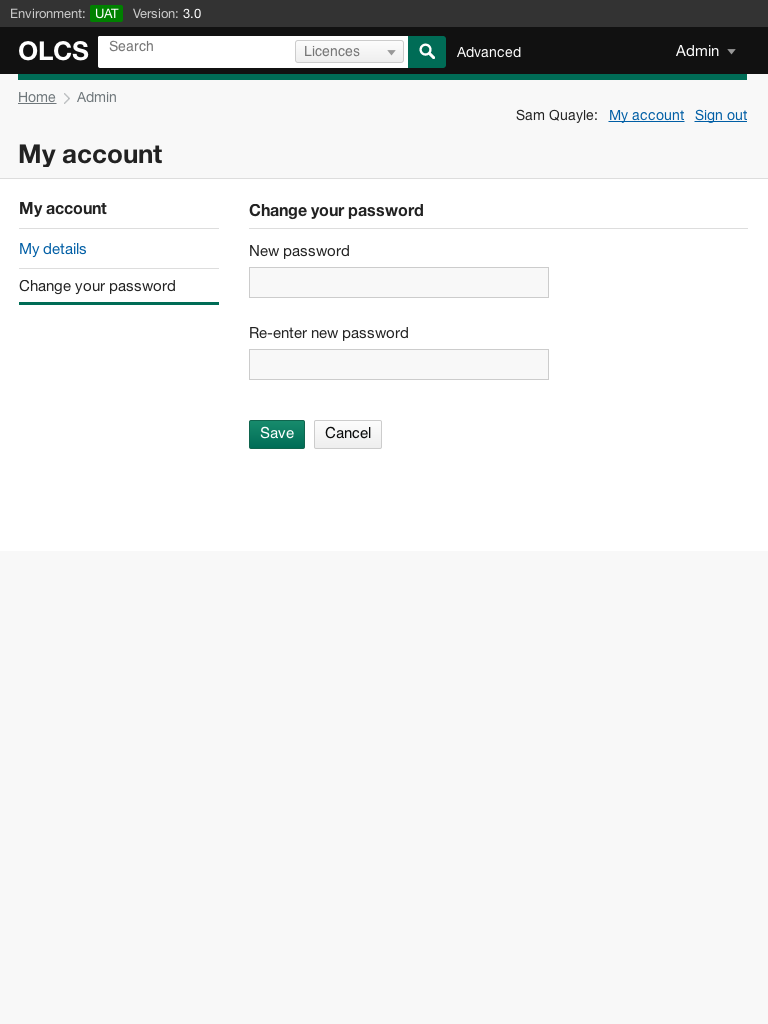 Environment: UAT Version: 3.0
OLCS Search Licences Advanced Admin
Home Admin
Sam Quayle: My account Sign out
My account
My account
My details
Change your password
Change your password
New password
Re-enter new password
Save Cancel